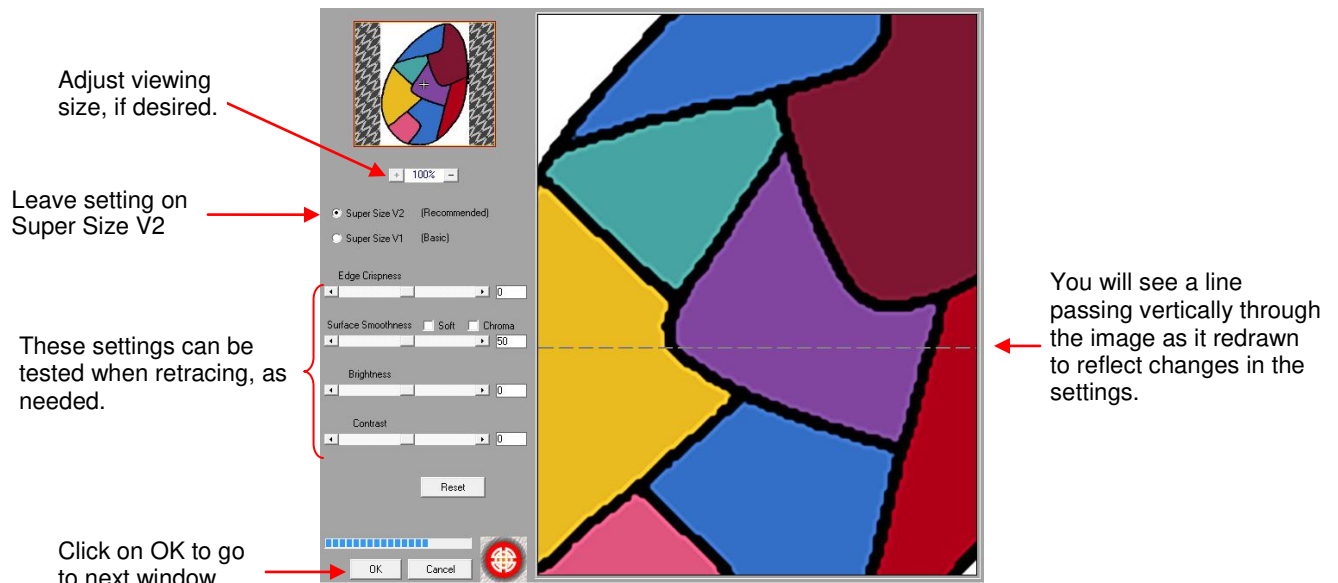 Adjust viewing
size, if desired.
+ 100% −
Leave setting on
Super Size V2
Super Size V2 (Recommended)
Super Size V1 (Basic)
Edge Crispness
0
Surface Smoothness Soft Chroma
50
These settings can be
tested when retracing, as
needed.
Brightness
0
Contrast
0
You will see a line
passing vertically through
the image as it redrawn
to reflect changes in the
settings.
Reset
Click on OK to go
to next window
OK Cancel